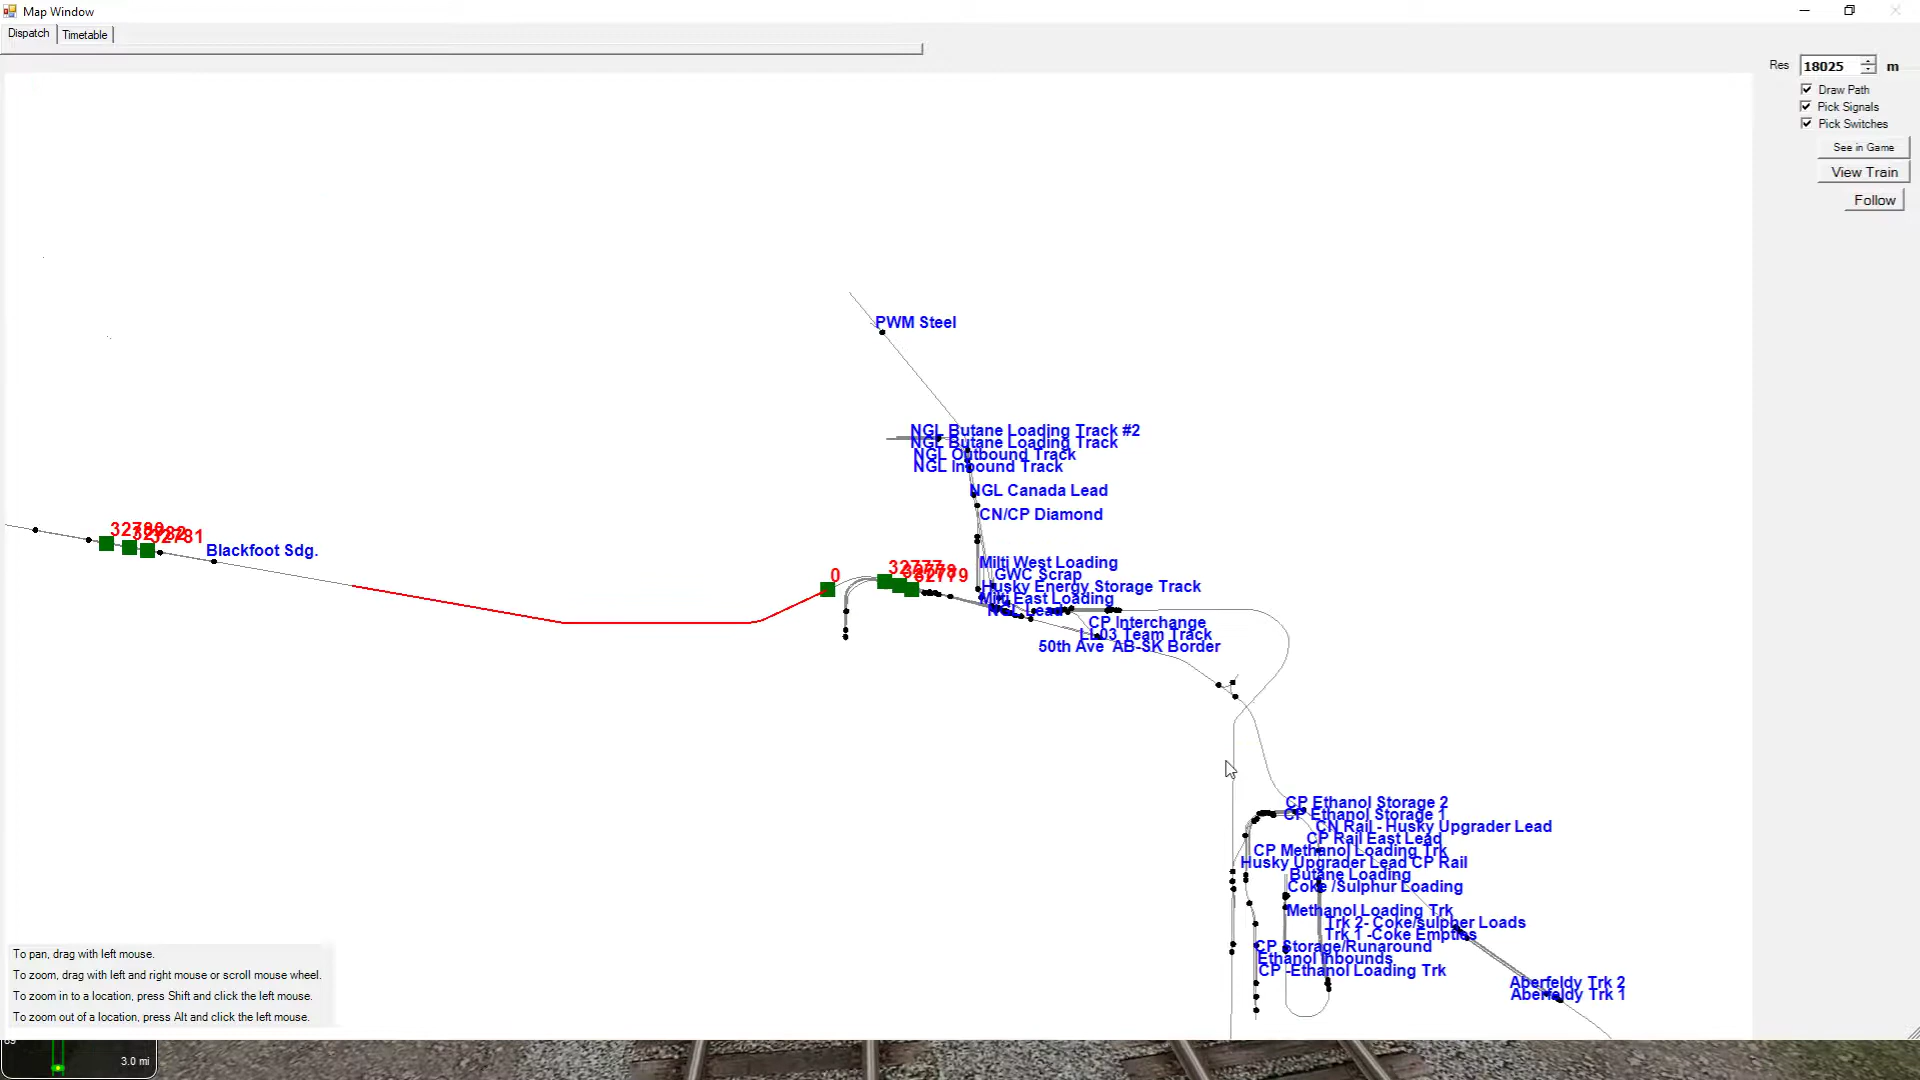 Map Window
Dispatch
Timetable
Res
18025
m
Draw Path
Pick Signals
Pick Switches
See in Game
View Train
Follow
PWM Steel
NGL Butane Loading Track #2
NGL Butane Loading Track
NGL Outbound Track
NGL Inbound Track
NGL Canada Lead
CN/CP Diamond
32781
Blackfoot Sdg.
0
32777
32779
Milti West Loading
GWC Scrap
Husky Energy Storage Track
Milti East Loading
NGL Lead
CP Interchange
LL03 Team Track
50th Ave AB-SK Border
CP Ethanol Storage 2
CP Ethanol Storage 1
CN Rail - Husky Upgrader Lead
CP Rail East Lead
CP Methanol Loading Trk
Husky Upgrader Lead CP Rail
Butane Loading
Coke /Sulphur Loading
Methanol Loading Trk
Trk 2- Coke/sulpher Loads
Trk 1 -Coke Empties
CP Storage/Runaround
Ethanol Inbounds
CP -Ethanol Loading Trk
Aberfeldy Trk 2
Aberfeldy Trk 1
To pan, drag with left mouse.
To zoom, drag with left and right mouse or scroll mouse wheel.
To zoom in to a location, press Shift and click the left mouse.
To zoom out of a location, press Alt and click the left mouse.
3.0 mi